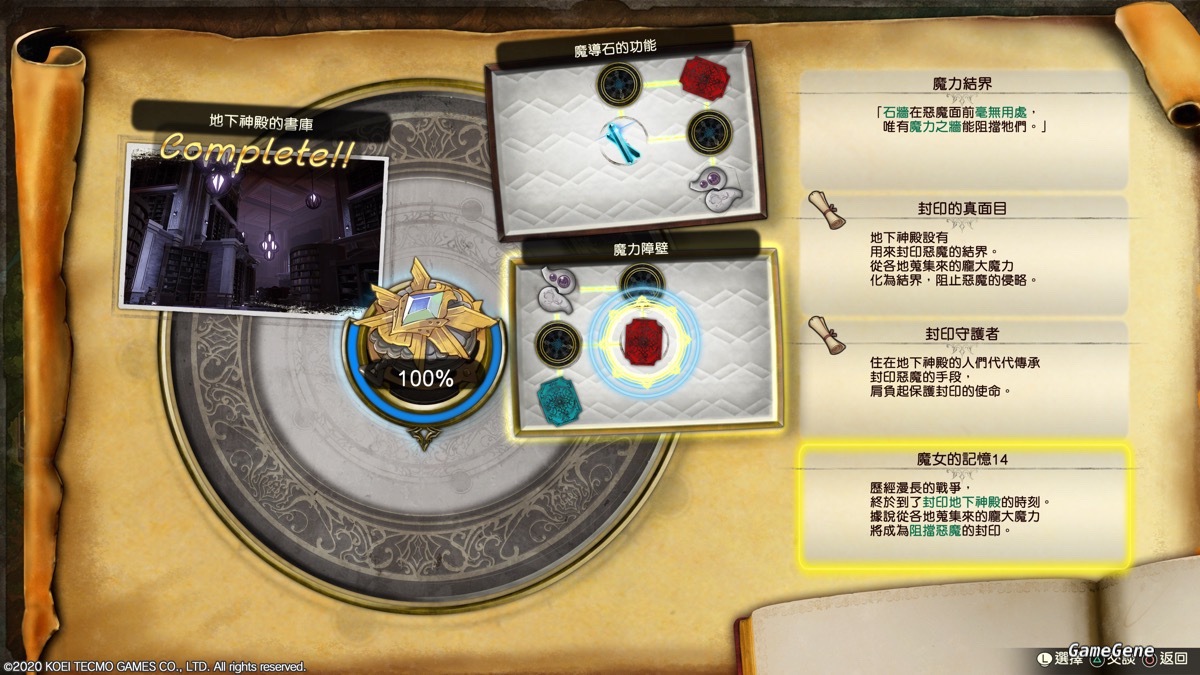 地下神殿的書庫
Complete!!
100%
魔導石的功能
魔力障壁
魔力結界
「石牆在惡魔面前毫無用處，
唯有魔力之牆能阻擋牠們。」
封印的真面目
地下神殿設有
用來封印惡魔的結界。
從各地蒐集來的龐大魔力
化為結界，阻止惡魔的侵略。
封印守護者
住在地下神殿的人們代代傳承
封印惡魔的手段，
肩負起保護封印的使命。
魔女的記憶14
歷經漫長的戰爭，
終於到了封印地下神殿的時刻。
據說從各地蒐集來的龐大魔力
將成為阻擋惡魔的封印。
©2020 KOEI TECMO GAMES CO., LTD. All rights reserved.
GameGene
L 選擇 交談 返回